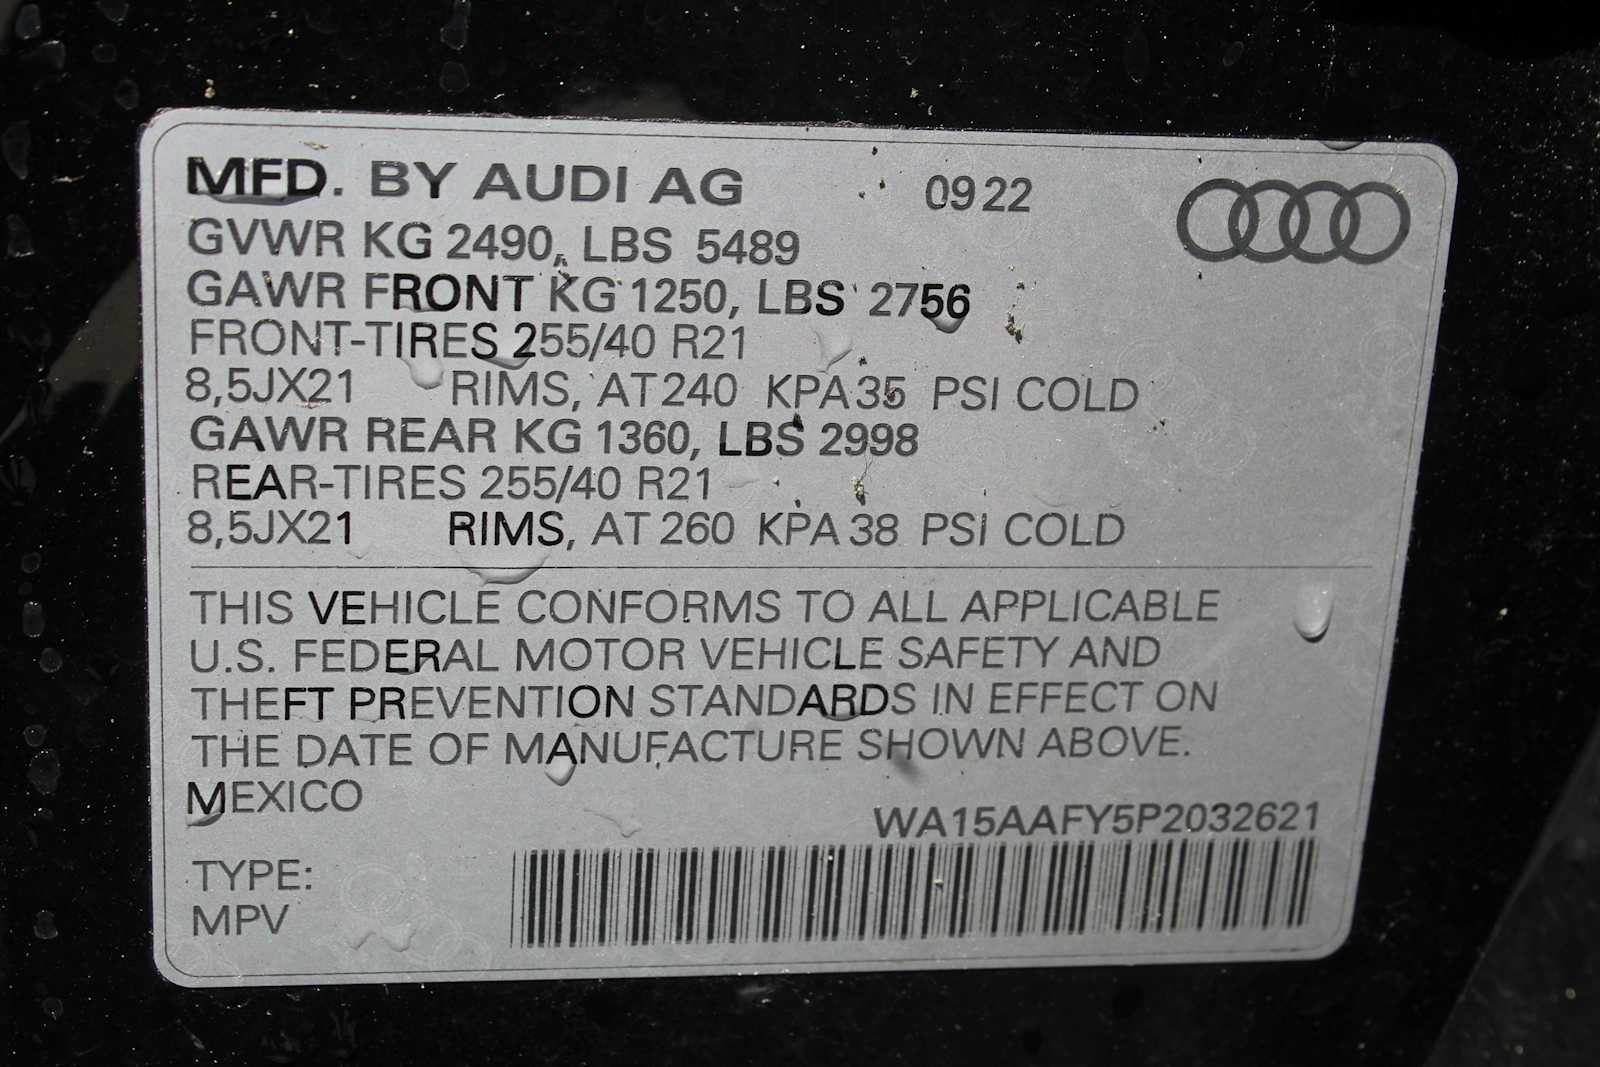 MFD. BY AUDI AG 09 22
GVWR KG 2490, LBS 5489
GAWR FRONT KG 1250, LBS 2756
FRONT-TIRES 255/40 R21
8,5JX21 RIMS, AT 240 KPA 35 PSI COLD
GAWR REAR KG 1360, LBS 2998
REAR-TIRES 255/40 R21
8,5JX21 RIMS, AT 260 KPA 38 PSI COLD
THIS VEHICLE CONFORMS TO ALL APPLICABLE
U.S. FEDERAL MOTOR VEHICLE SAFETY AND
THEFT PREVENTION STANDARDS IN EFFECT ON
THE DATE OF MANUFACTURE SHOWN ABOVE.
MEXICO
WA15AAFY5P2032621
TYPE:
MPV